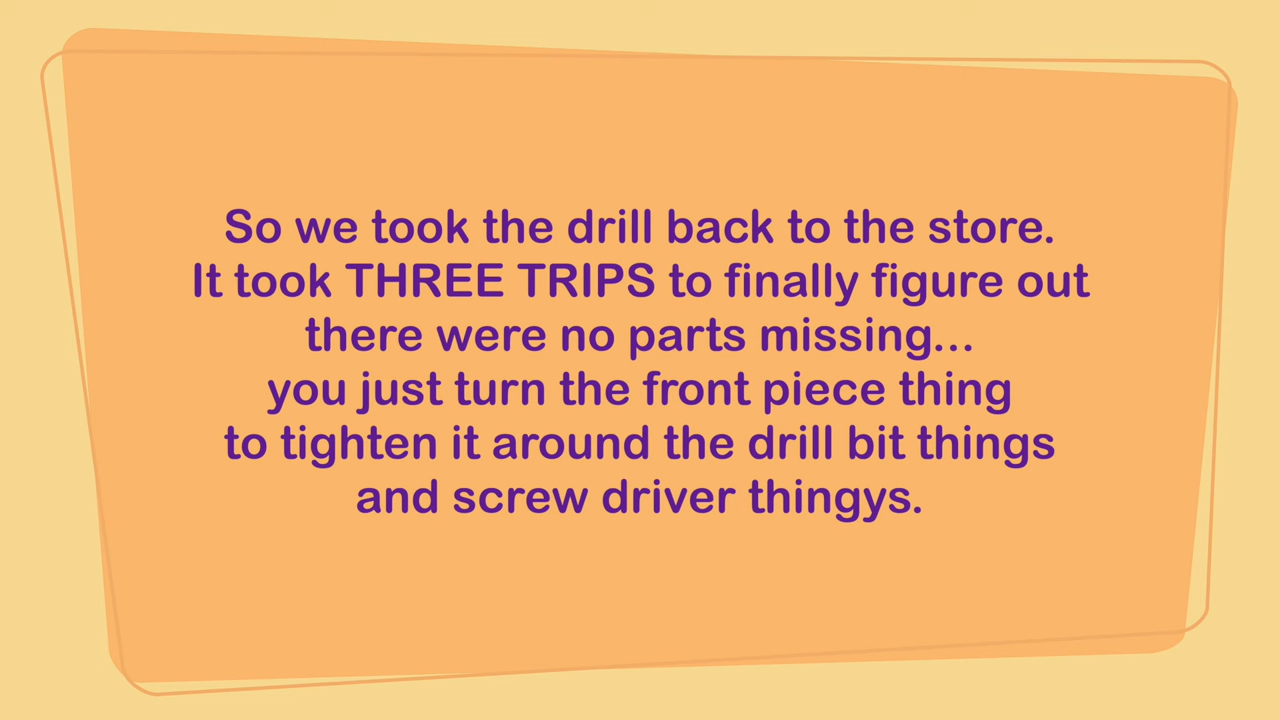 So we took the drill back to the store.
It took THREE TRIPS to finally figure out
there were no parts missing...
you just turn the front piece thing
to tighten it around the drill bit things
and screw driver thingys.